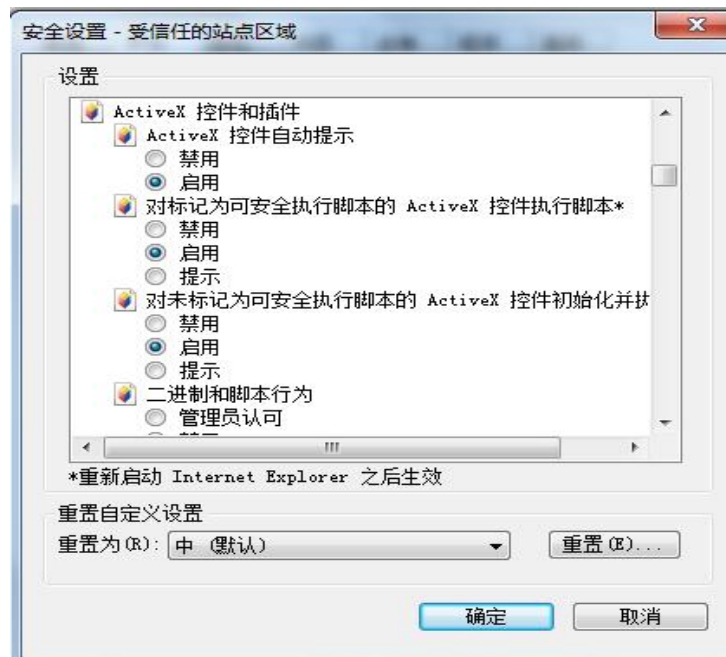 安全设置 - 受信任的站点区域
设置
ActiveX 控件和插件
ActiveX 控件自动提示
禁用
启用
对标记为可安全执行脚本的 ActiveX 控件执行脚本*
禁用
启用
提示
对未标记为可安全执行脚本的 ActiveX 控件初始化并执
禁用
启用
提示
二进制和脚本行为
管理员认可
*重新启动 Internet Explorer 之后生效
重置自定义设置
重置为(R): 中 (默认) 重置(E)...
确定 取消